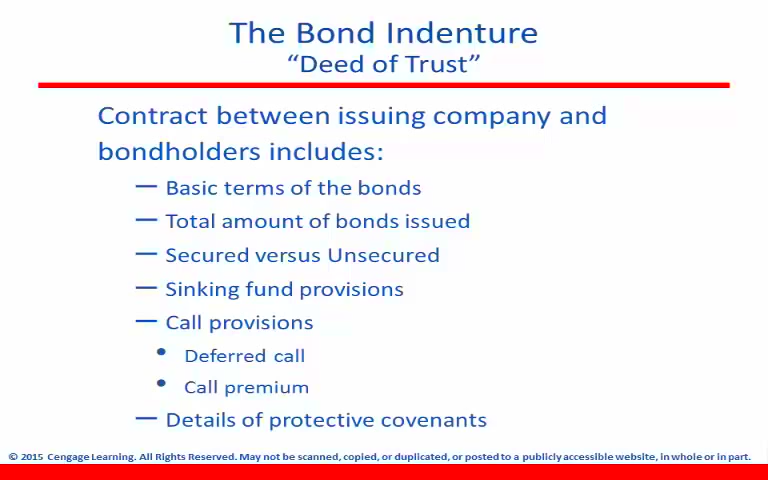 The Bond Indenture
“Deed of Trust”
Contract between issuing company and
bondholders includes:
— Basic terms of the bonds
— Total amount of bonds issued
— Secured versus Unsecured
— Sinking fund provisions
— Call provisions
• Deferred call
• Call premium
— Details of protective covenants
© 2015 Cengage Learning. All Rights Reserved. May not be scanned, copied, or duplicated, or posted to a publicly accessible website, in whole or in part.